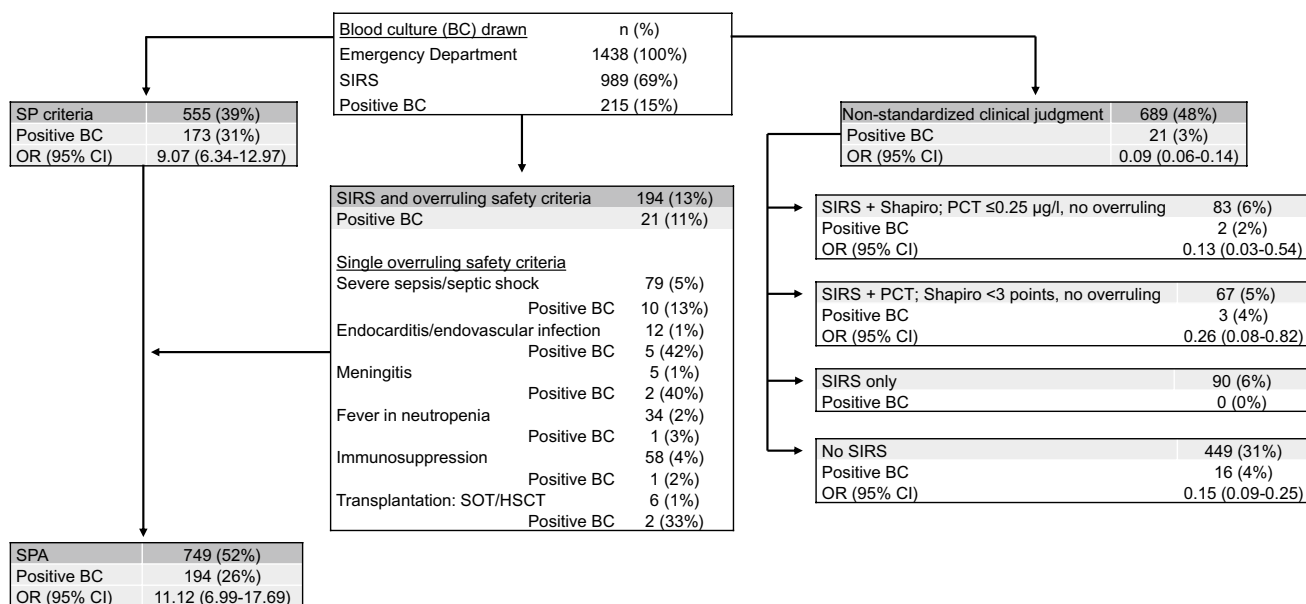 Blood culture (BC) drawn n (%)
Emergency Department 1438 (100%)
SIRS 989 (69%)
Positive BC 215 (15%)
SP criteria 555 (39%)
Positive BC 173 (31%)
OR (95% CI) 9.07 (6.34-12.97)
SIRS and overruling safety criteria 194 (13%)
Positive BC 21 (11%)
Single overruling safety criteria
Severe sepsis/septic shock 79 (5%)
Positive BC 10 (13%)
Endocarditis/endovascular infection 12 (1%)
Positive BC 5 (42%)
Meningitis 5 (1%)
Positive BC 2 (40%)
Fever in neutropenia 34 (2%)
Positive BC 1 (3%)
Immunosuppression 58 (4%)
Positive BC 1 (2%)
Transplantation: SOT/HSCT 6 (1%)
Positive BC 2 (33%)
SPA 749 (52%)
Positive BC 194 (26%)
OR (95% CI) 11.12 (6.99-17.69)
Non-standardized clinical judgment 689 (48%)
Positive BC 21 (3%)
OR (95% CI) 0.09 (0.06-0.14)
SIRS + Shapiro; PCT ≤0.25 µg/l, no overruling 83 (6%)
Positive BC 2 (2%)
OR (95% CI) 0.13 (0.03-0.54)
SIRS + PCT; Shapiro <3 points, no overruling 67 (5%)
Positive BC 3 (4%)
OR (95% CI) 0.26 (0.08-0.82)
SIRS only 90 (6%)
Positive BC 0 (0%)
No SIRS 449 (31%)
Positive BC 16 (4%)
OR (95% CI) 0.15 (0.09-0.25)